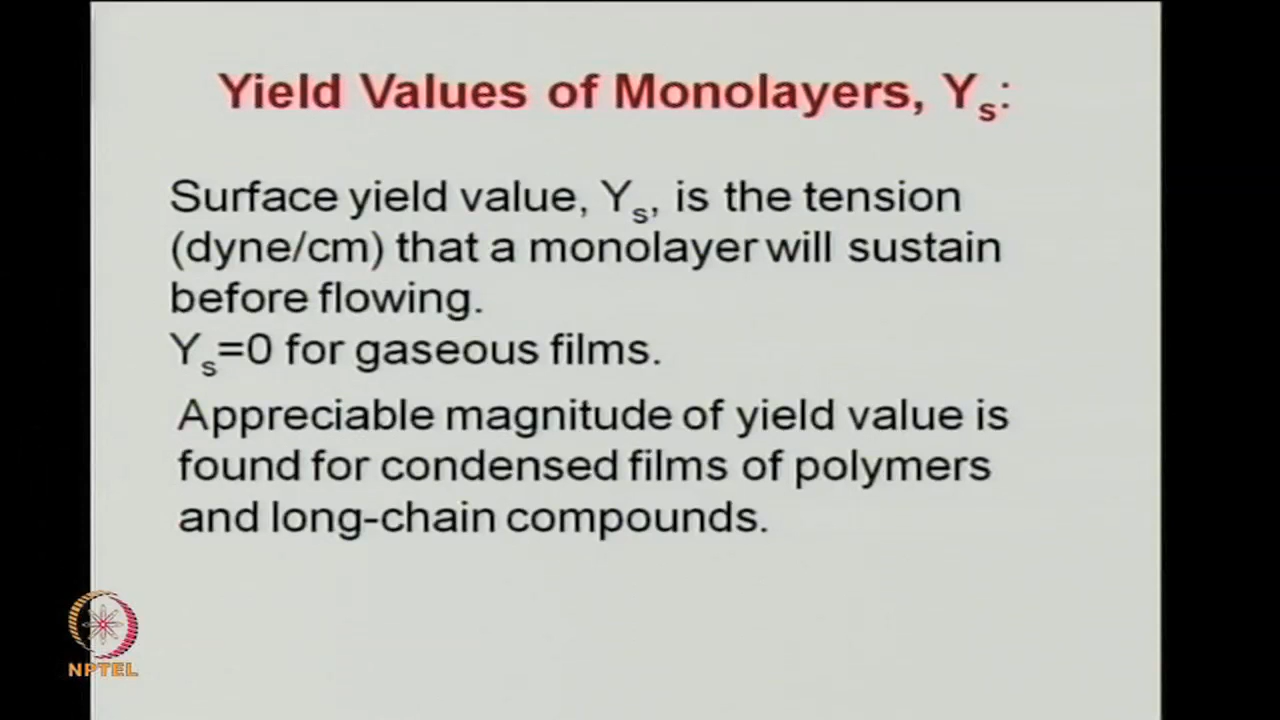 Yield Values of Monolayers, Yₛ:
Surface yield value, Yₛ, is the tension
(dyne/cm) that a monolayer will sustain
before flowing.
Yₛ=0 for gaseous films.
Appreciable magnitude of yield value is
found for condensed films of polymers
and long-chain compounds.
NPTEL